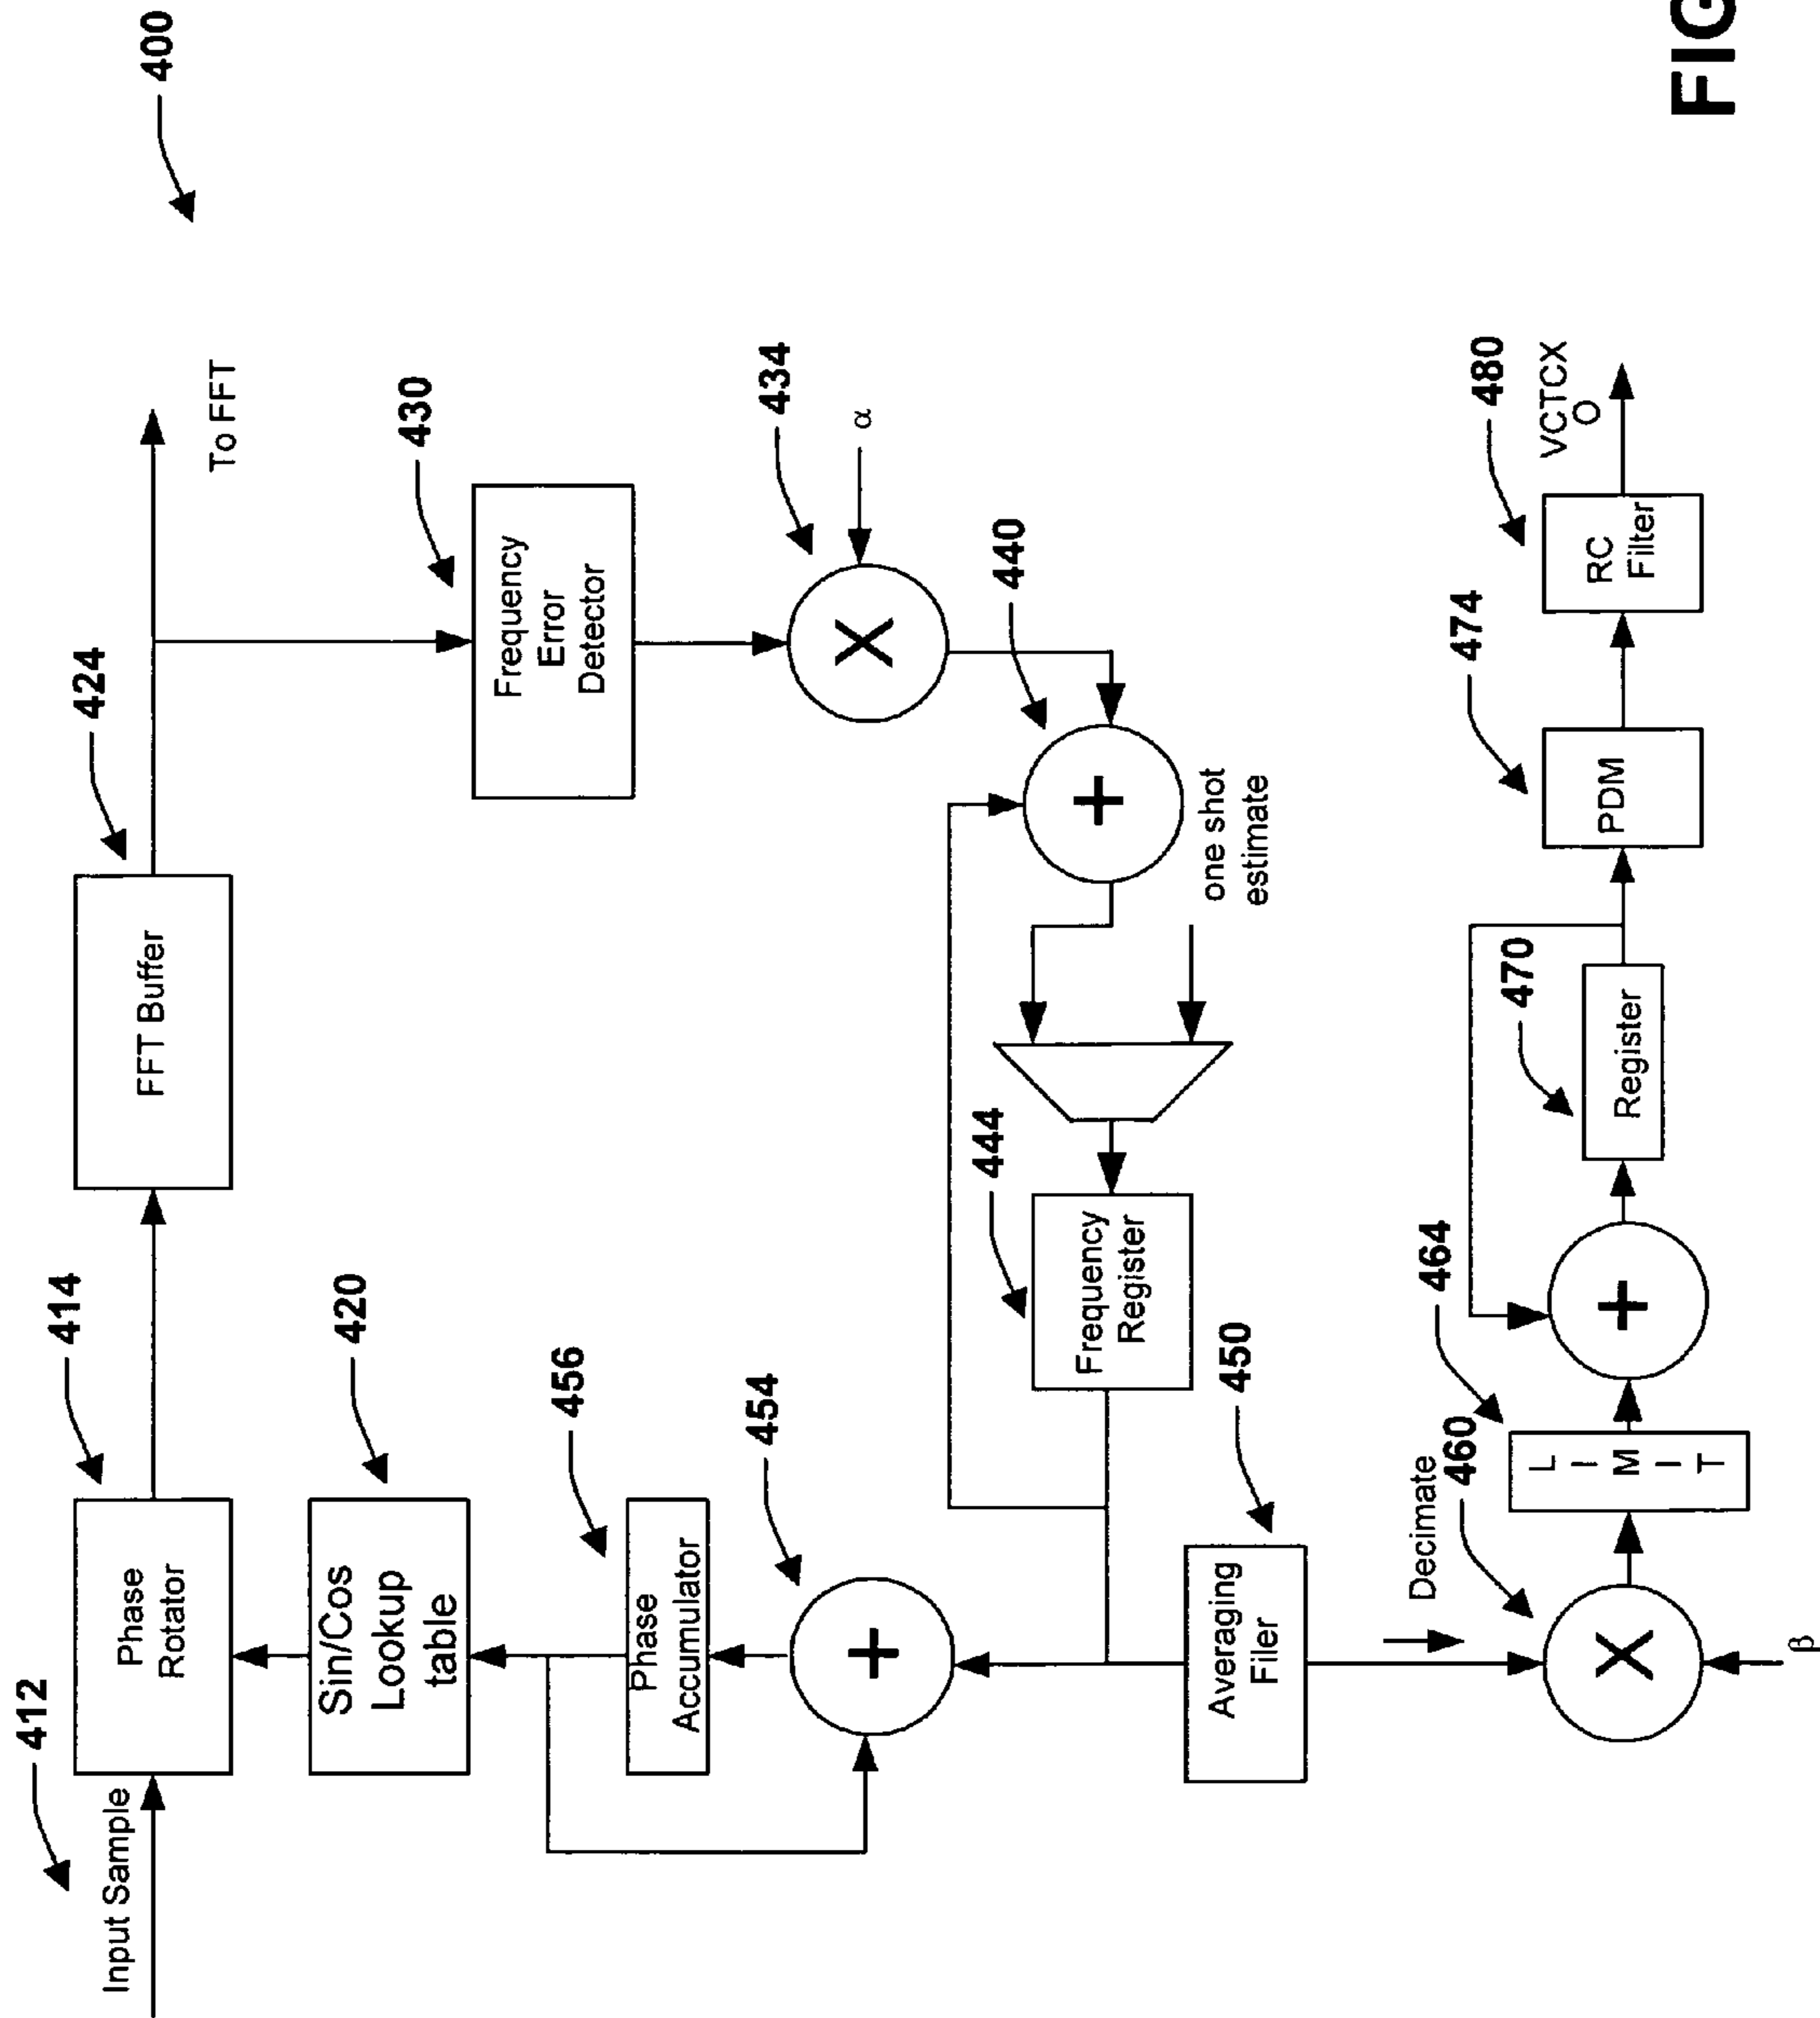 400
412
Input Sample
414
Phase
Rotator
424
FFT Buffer
To FFT
420
Sin/Cos
Lookup
table
430
Frequency
Error
Detector
456
Phase
Accumulator
434
X
α
454
+
440
+
one shot
estimate
444
Frequency
Register
450
Averaging
Filer
Decimate
460
X
β
464
L
I
M
I
T
+
470
Register
474
PDM
480
RC
Filter
VCTCX
O
FIG